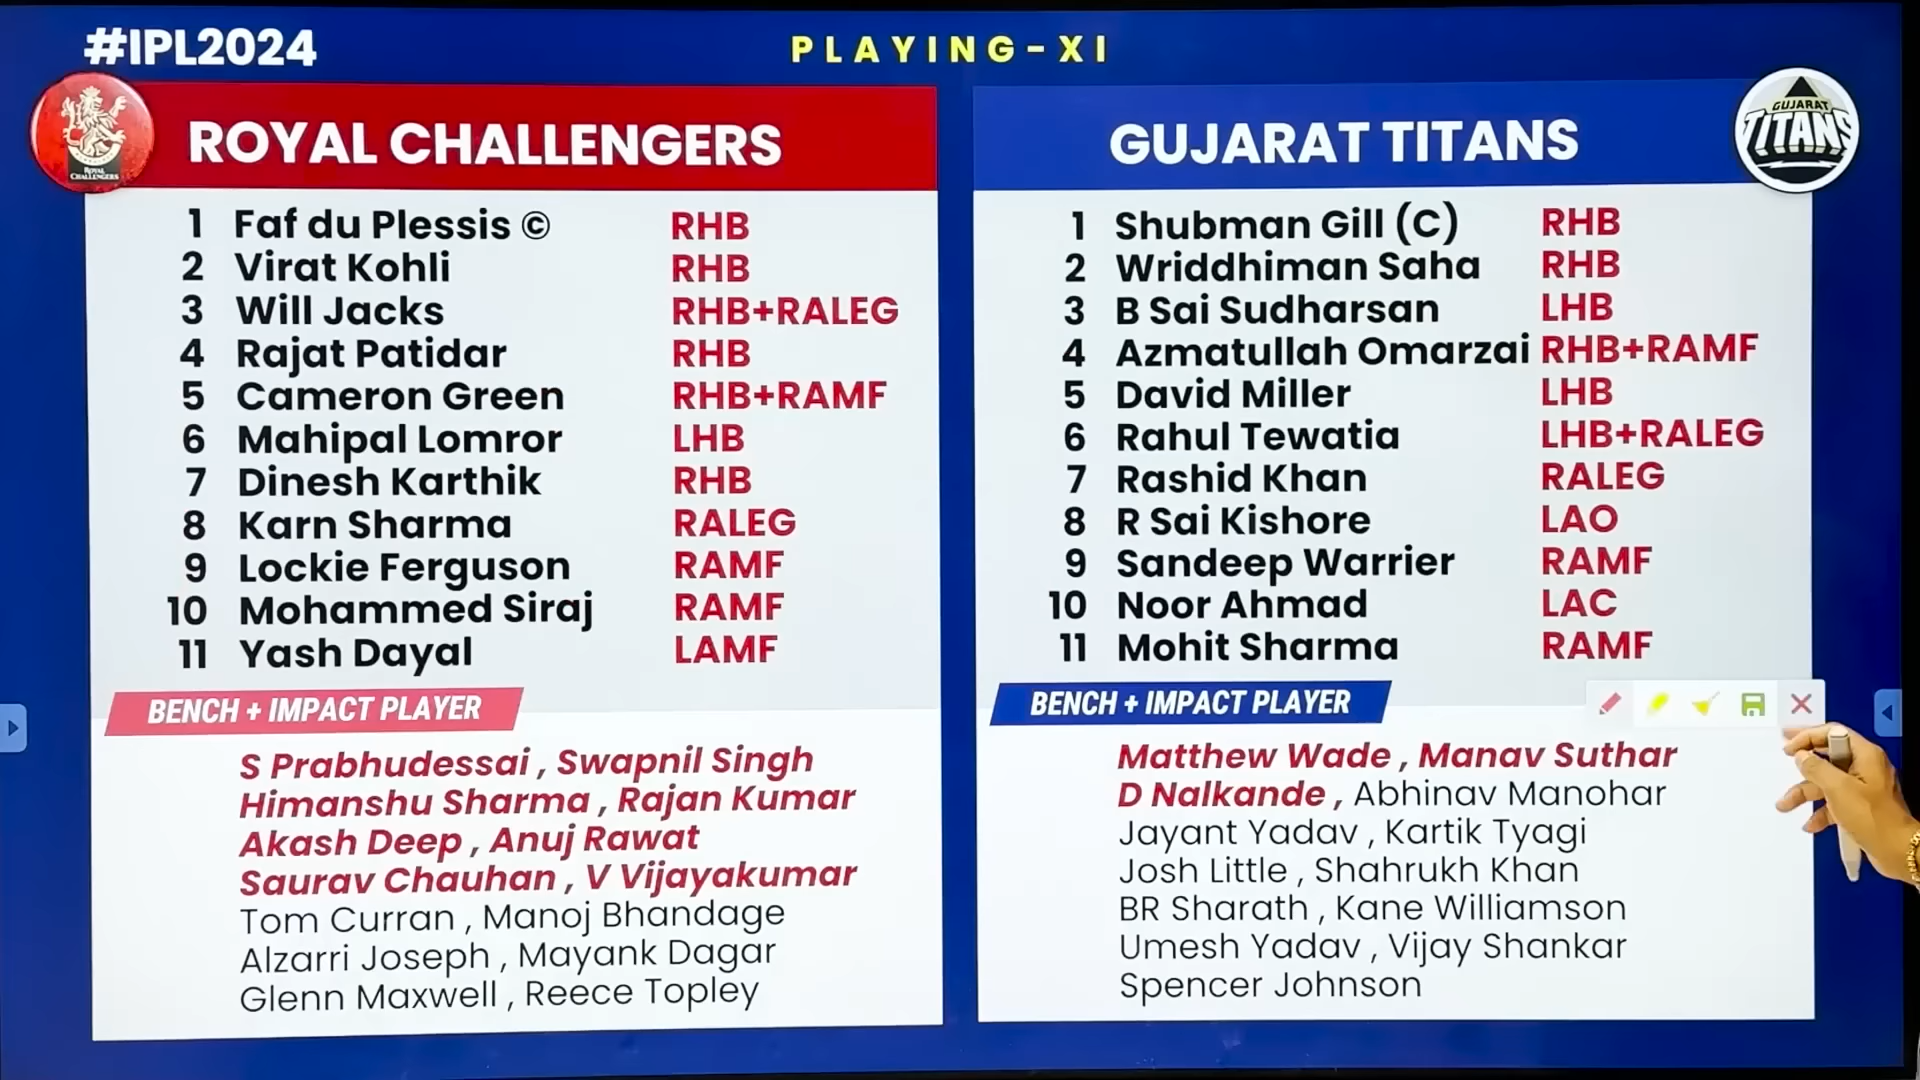 #IPL2024
PLAYING-XI
ROYAL CHALLENGERS
ROYAL
CHALLENGERS
1 Faf du Plessis © RHB
2 Virat Kohli RHB
3 Will Jacks RHB+RALEG
4 Rajat Patidar RHB
5 Cameron Green RHB+RAMF
6 Mahipal Lomror LHB
7 Dinesh Karthik RHB
8 Karn Sharma RALEG
9 Lockie Ferguson RAMF
10 Mohammed Siraj RAMF
11 Yash Dayal LAMF
BENCH + IMPACT PLAYER
S Prabhudessai , Swapnil Singh
Himanshu Sharma , Rajan Kumar
Akash Deep , Anuj Rawat
Saurav Chauhan , V Vijayakumar
Tom Curran , Manoj Bhandage
Alzarri Joseph , Mayank Dagar
Glenn Maxwell , Reece Topley
GUJARAT TITANS
GUJARAT
TITANS
1 Shubman Gill (C) RHB
2 Wriddhiman Saha RHB
3 B Sai Sudharsan LHB
4 Azmatullah Omarzai RHB+RAMF
5 David Miller LHB
6 Rahul Tewatia LHB+RALEG
7 Rashid Khan RALEG
8 R Sai Kishore LAO
9 Sandeep Warrier RAMF
10 Noor Ahmad LAC
11 Mohit Sharma RAMF
BENCH + IMPACT PLAYER
Matthew Wade , Manav Suthar
D Nalkande , Abhinav Manohar
Jayant Yadav , Kartik Tyagi
Josh Little , Shahrukh Khan
BR Sharath , Kane Williamson
Umesh Yadav , Vijay Shankar
Spencer Johnson